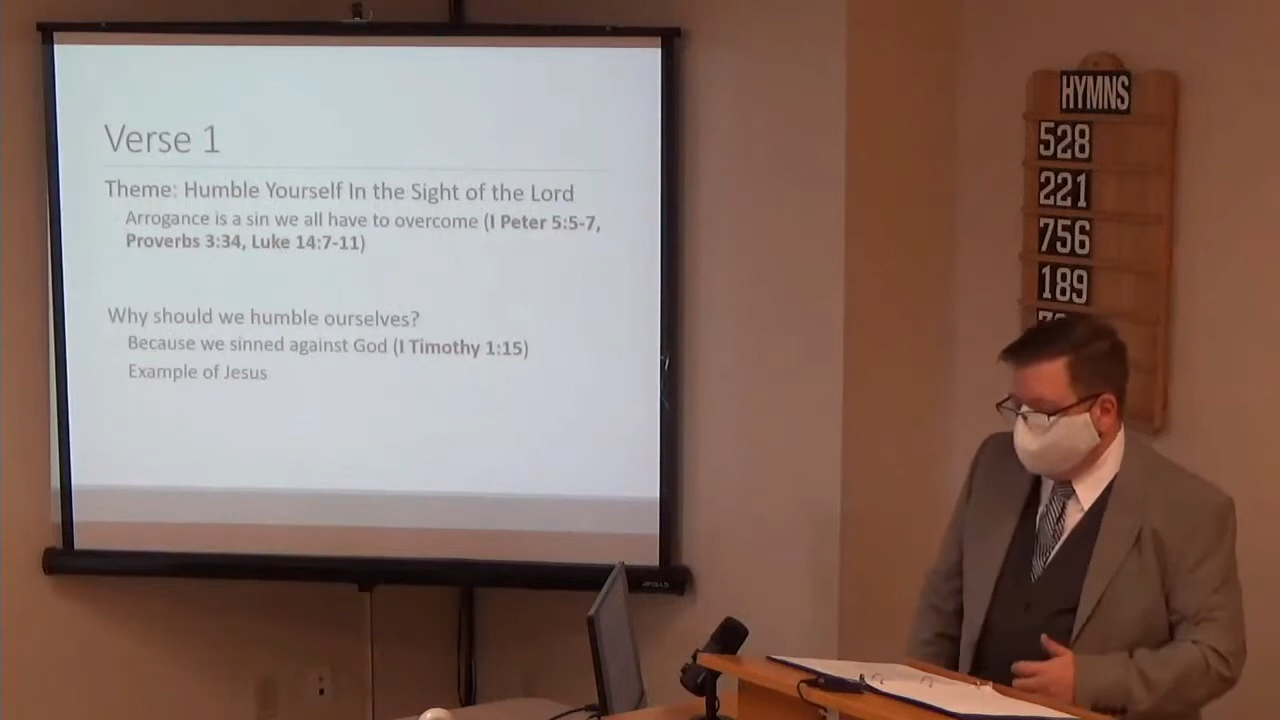 Verse 1
Theme: Humble Yourself In the Sight of the Lord
Arrogance is a sin we all have to overcome (I Peter 5:5-7,
Proverbs 3:34, Luke 14:7-11)
Why should we humble ourselves?
Because we sinned against God (I Timothy 1:15)
Example of Jesus
APOLLO
HYMNS
528
221
756
189